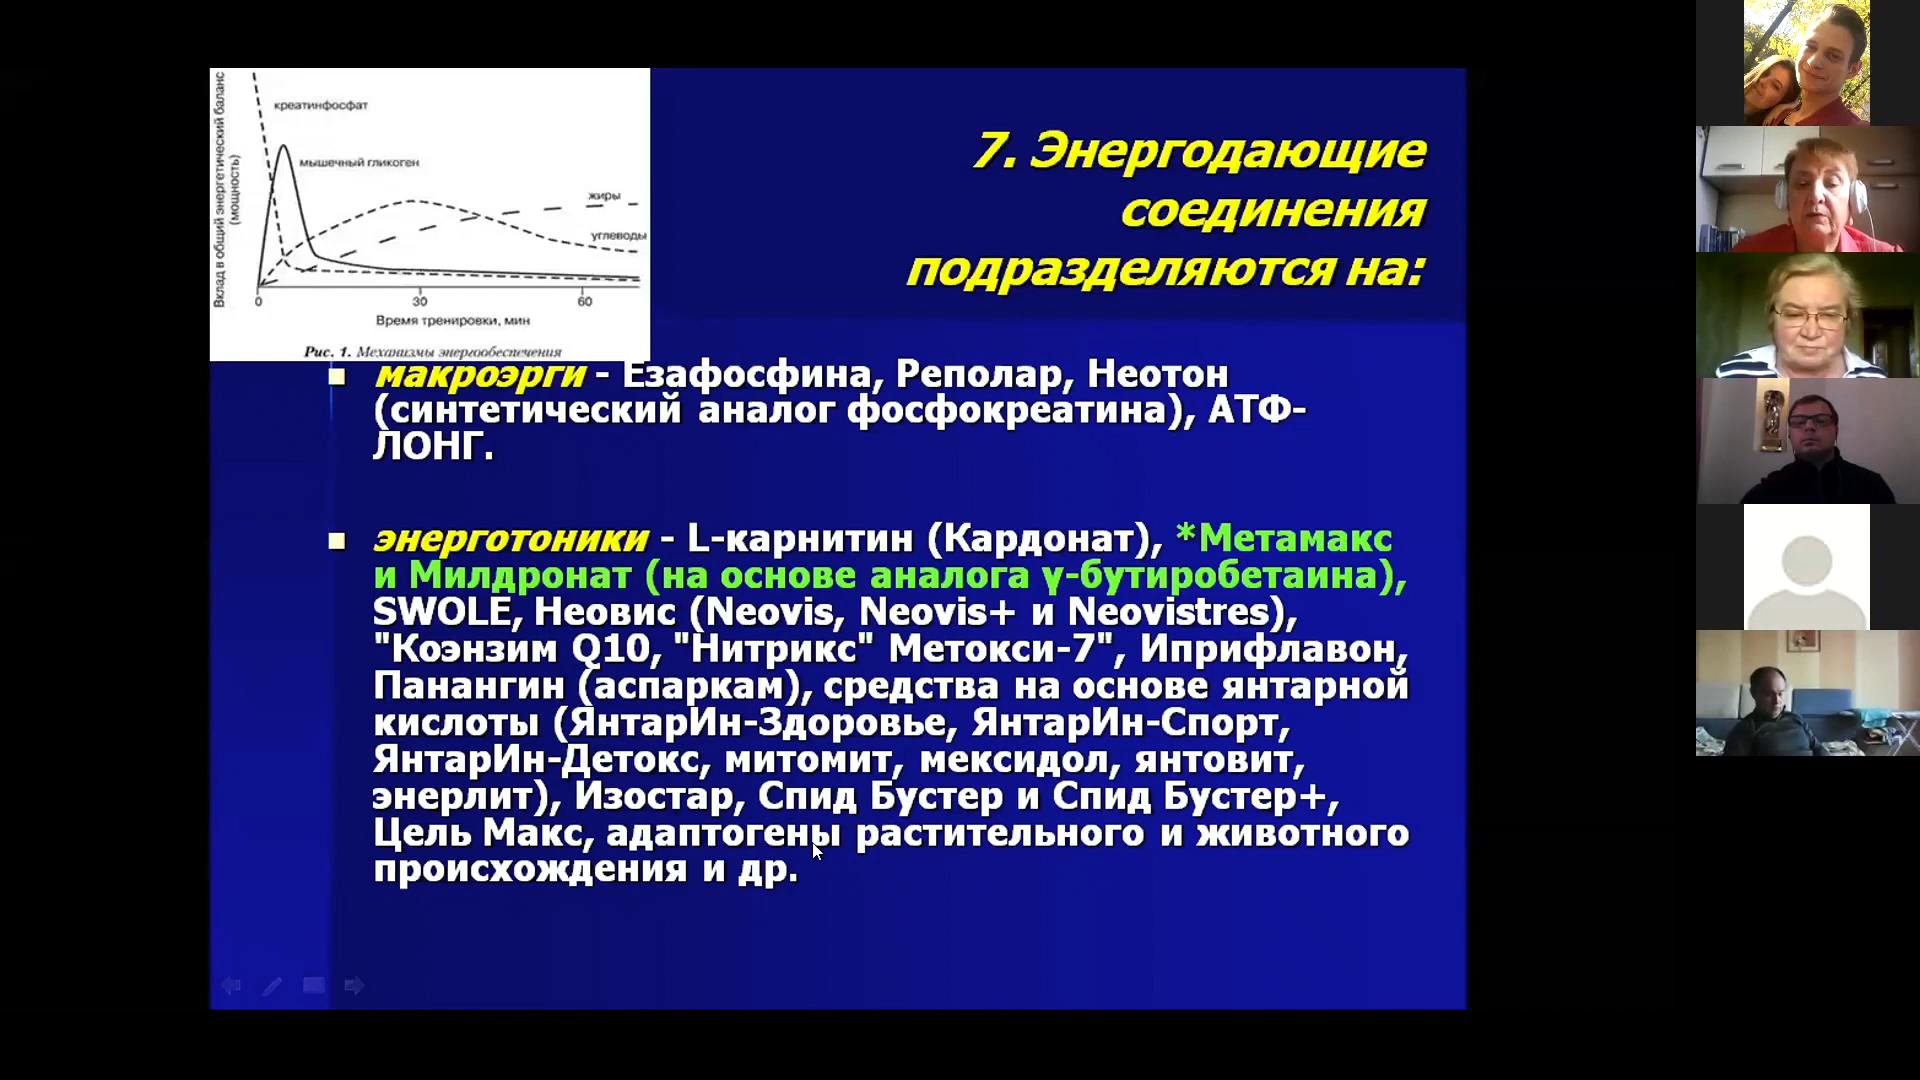 Вклад в общий энергетический баланс
(мощность)
креатинфосфат
мышечный гликоген
жиры
углеводы
0 30 60
Время тренировки, мин
Рис. 1. Механизмы энергообеспечения
7. Энергодающие
соединения
подразделяются на:
макроэрги - Езафосфина, Реполар, Неотон
(синтетический аналог фосфокреатина), АТФ-
ЛОНГ.
энерготоники - L-карнитин (Кардонат), *Метамакс
и Милдронат (на основе аналога γ-бутиробетаина),
SWOLE, Неовис (Neovis, Neovis+ и Neovistres),
"Коэнзим Q10, "Нитрикс" Метокси-7", Иприфлавон,
Панангин (аспаркам), средства на основе янтарной
кислоты (ЯнтарИн-Здоровье, ЯнтарИн-Спорт,
ЯнтарИн-Детокс, митомит, мексидол, янтовит,
энерлит), Изостар, Спид Бустер и Спид Бустер+,
Цель Макс, адаптогены растительного и животного
происхождения и др.